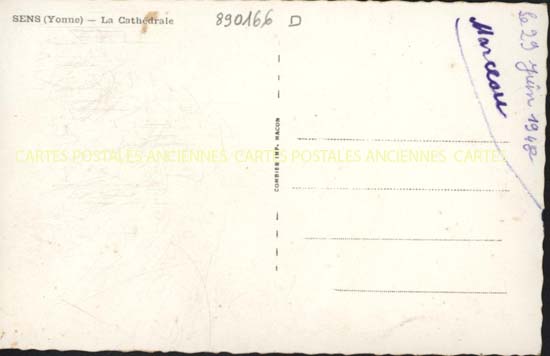 SENS (Yonne) — La Cathédrale
890166 D
Le 29 Juin 1948
Marceau
COMBIER IMP. MACON
CARTES POSTALES ANCIENNES CARTES POSTALES ANCIENNES CARTES